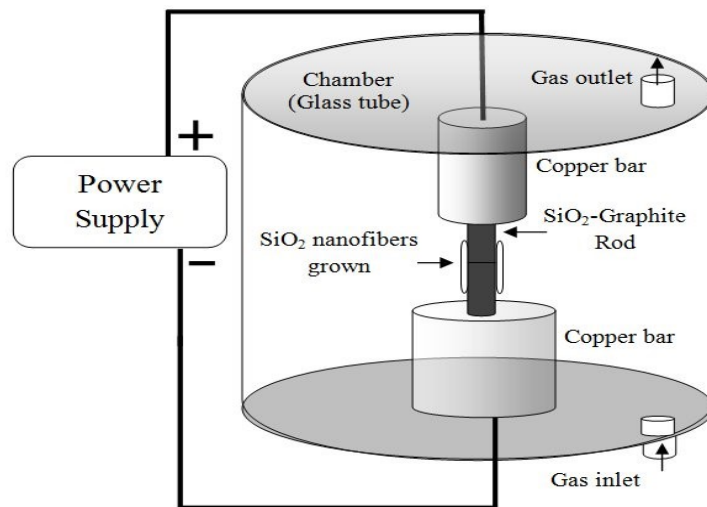 Chamber
(Glass tube)
Gas outlet
+
Power
Supply
−
Copper bar
SiO₂-Graphite
Rod
SiO₂ nanofibers
grown
Copper bar
Gas inlet